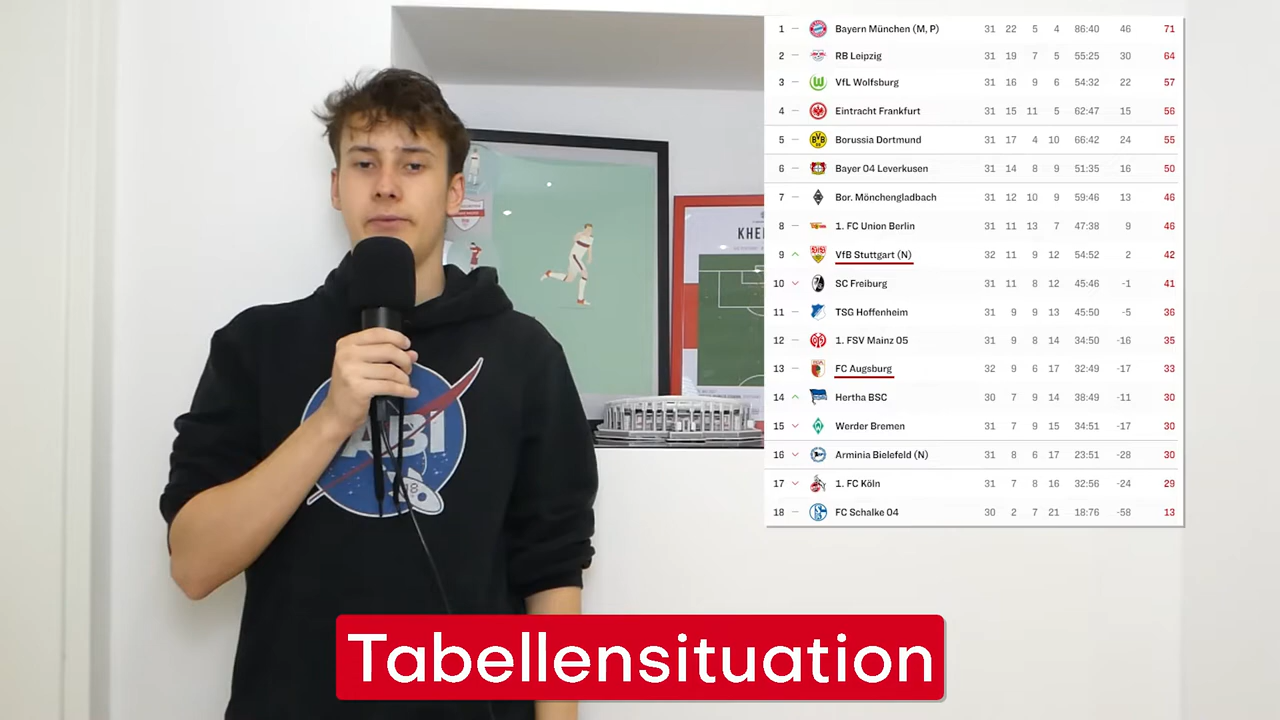 1 — Bayern München (M, P) 31 22 5 4 86:40 46 71
2 — RB Leipzig 31 19 7 5 55:25 30 64
3 — VfL Wolfsburg 31 16 9 6 54:32 22 57
4 — Eintracht Frankfurt 31 15 11 5 62:47 15 56
5 — Borussia Dortmund 31 17 4 10 66:42 24 55
6 — Bayer 04 Leverkusen 31 14 8 9 51:35 16 50
7 — Bor. Mönchengladbach 31 12 10 9 59:46 13 46
8 — 1. FC Union Berlin 31 11 13 7 47:38 9 46
9 VfB Stuttgart (N) 32 11 9 12 54:52 2 42
10 SC Freiburg 31 11 8 12 45:46 -1 41
11 — TSG Hoffenheim 31 9 9 13 45:50 -5 36
12 — 1. FSV Mainz 05 31 9 8 14 34:50 -16 35
13 — FC Augsburg 32 9 6 17 32:49 -17 33
14 Hertha BSC 30 7 9 14 38:49 -11 30
15 Werder Bremen 31 7 9 15 34:51 -17 30
16 Arminia Bielefeld (N) 31 8 6 17 23:51 -28 30
17 1. FC Köln 31 7 8 16 32:56 -24 29
18 — FC Schalke 04 30 2 7 21 18:76 -58 13
KHE
ABI
18
Tabellensituation